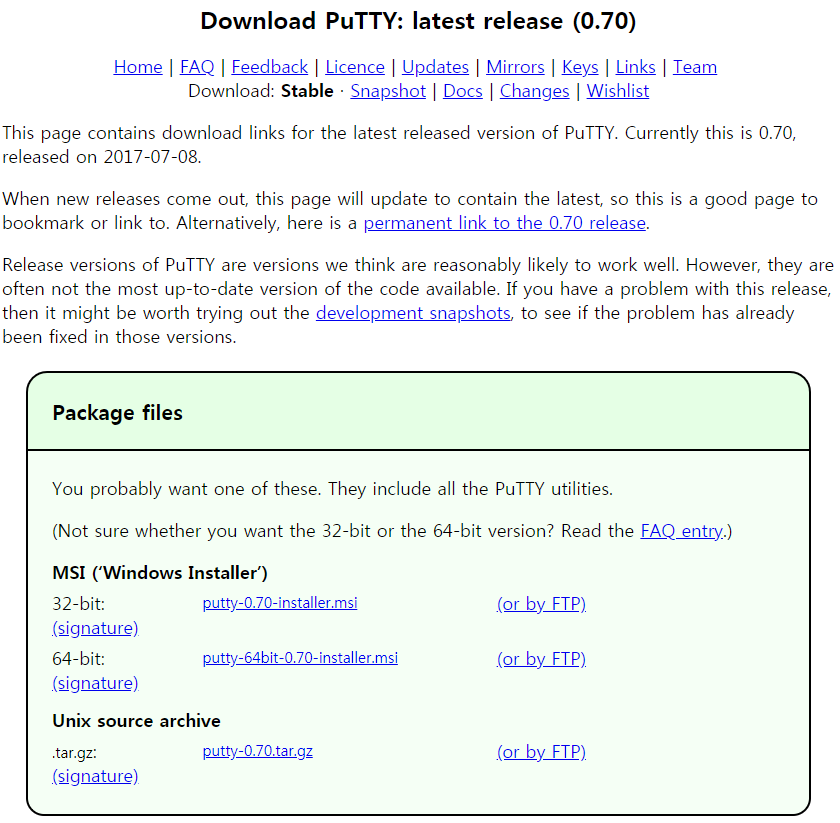 Download PuTTY: latest release (0.70)
Home | FAQ | Feedback | Licence | Updates | Mirrors | Keys | Links | Team
Download: Stable · Snapshot | Docs | Changes | Wishlist
This page contains download links for the latest released version of PuTTY. Currently this is 0.70,
released on 2017-07-08.
When new releases come out, this page will update to contain the latest, so this is a good page to
bookmark or link to. Alternatively, here is a permanent link to the 0.70 release.
Release versions of PuTTY are versions we think are reasonably likely to work well. However, they are
often not the most up-to-date version of the code available. If you have a problem with this release,
then it might be worth trying out the development snapshots, to see if the problem has already
been fixed in those versions.
Package files
You probably want one of these. They include all the PuTTY utilities.
(Not sure whether you want the 32-bit or the 64-bit version? Read the FAQ entry.)
MSI (‘Windows Installer’)
32-bit: putty-0.70-installer.msi (or by FTP)
(signature)
64-bit: putty-64bit-0.70-installer.msi (or by FTP)
(signature)
Unix source archive
.tar.gz: putty-0.70.tar.gz (or by FTP)
(signature)